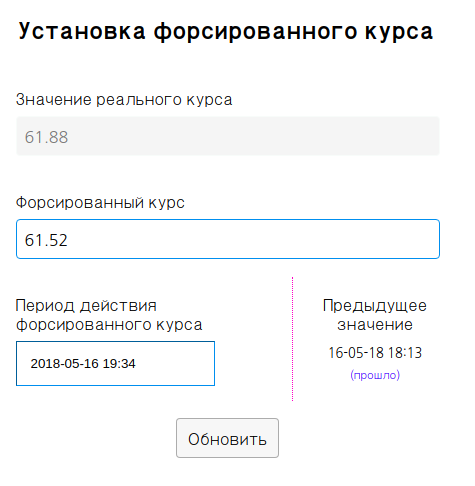 Установка форсированного курса
Значение реального курса
61.88
Форсированный курс
61.52
Период действия
форсированного курса
2018-05-16 19:34
Предыдущее
значение
16-05-18 18:13
(прошло)
Обновить